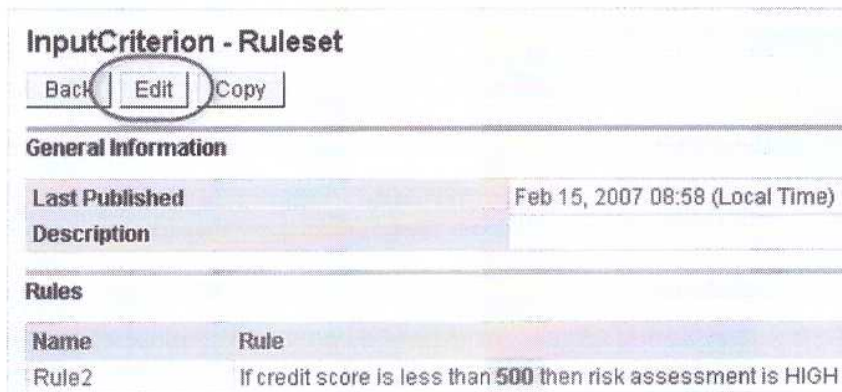 InputCriterion - Ruleset
Back Edit Copy
General Information
Last Published Feb 15, 2007 08:58 (Local Time)
Description
Rules
Name Rule
Rule2 If credit score is less than 500 then risk assessment is HIGH